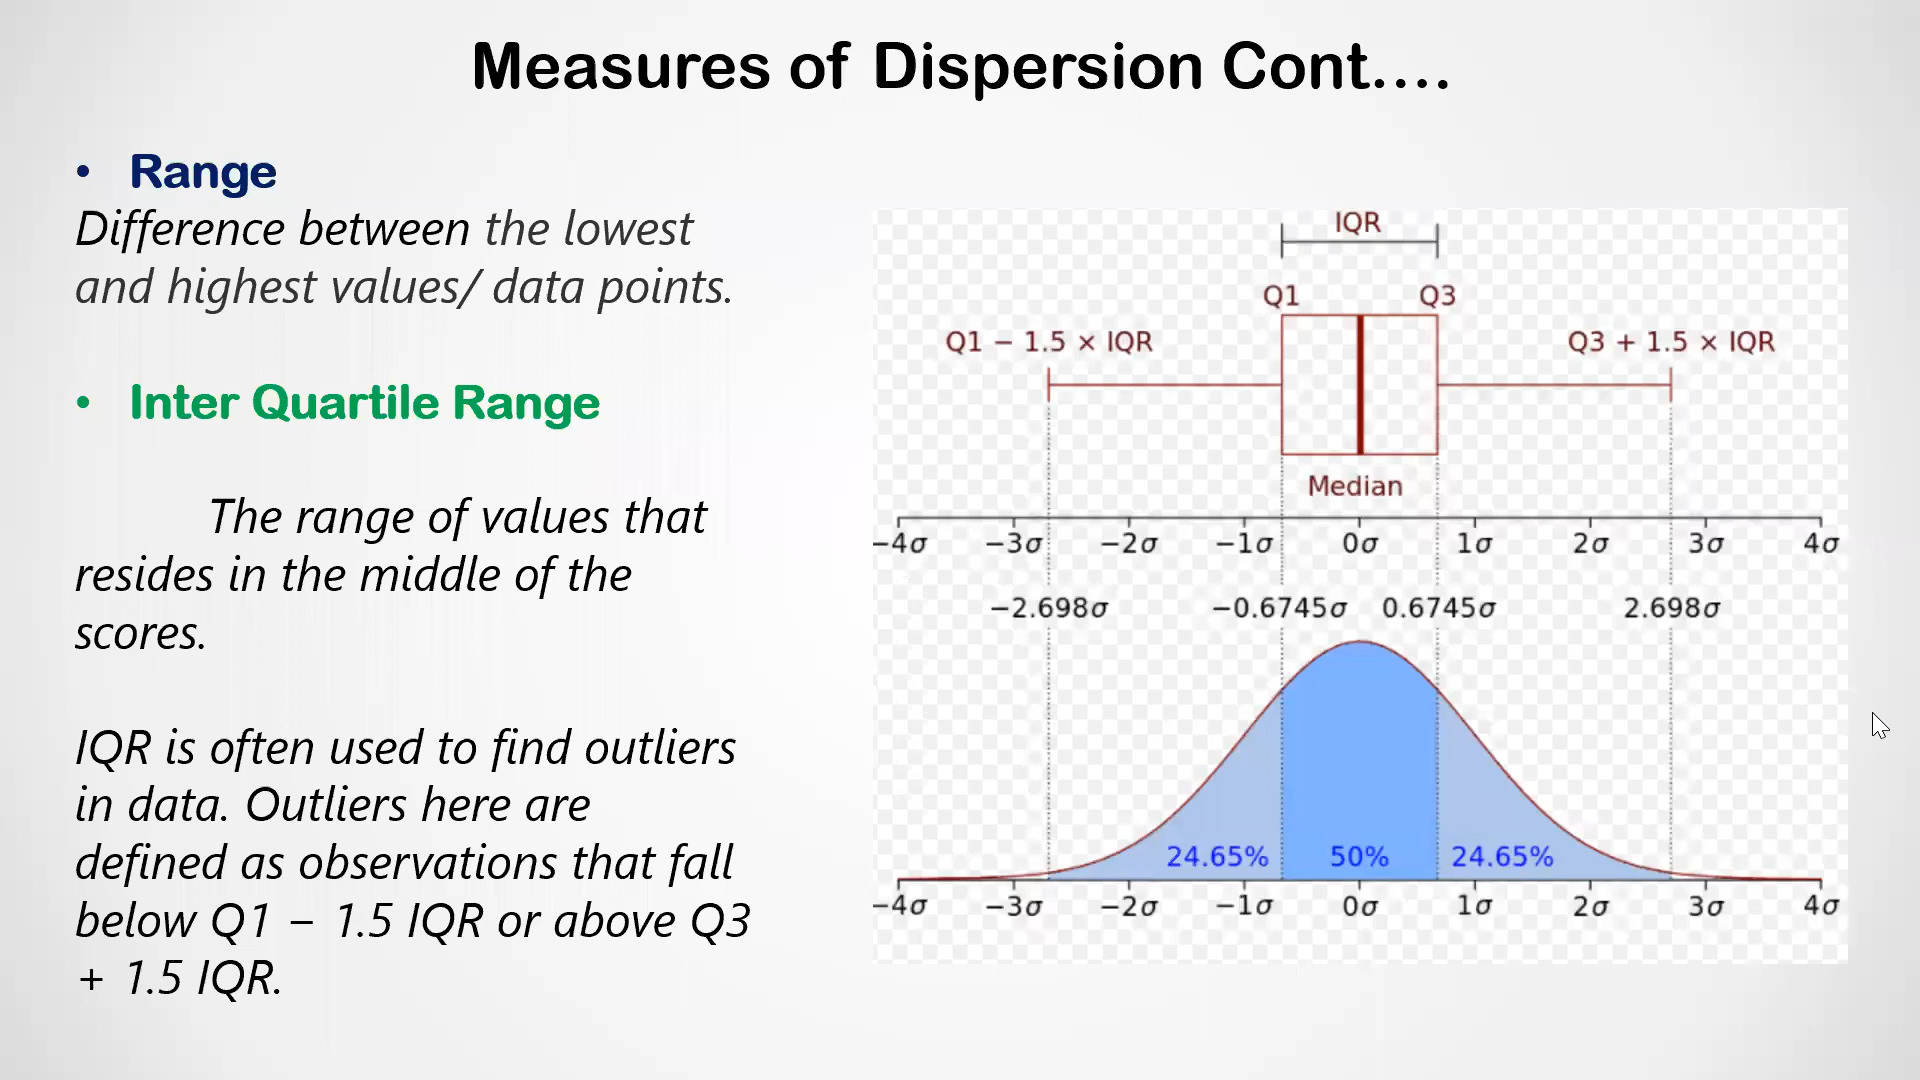 Measures of Dispersion Cont....
• Range
Difference between the lowest
and highest values/ data points.
• Inter Quartile Range
The range of values that
resides in the middle of the
scores.
IQR is often used to find outliers
in data. Outliers here are
defined as observations that fall
below Q1 − 1.5 IQR or above Q3
+ 1.5 IQR.
IQR
Q1 Q3
Q1 − 1.5 × IQR Q3 + 1.5 × IQR
Median
−4σ −3σ −2σ −1σ 0σ 1σ 2σ 3σ 4σ
−2.698σ −0.6745σ 0.6745σ 2.698σ
24.65% 50% 24.65%
−4σ −3σ −2σ −1σ 0σ 1σ 2σ 3σ 4σ